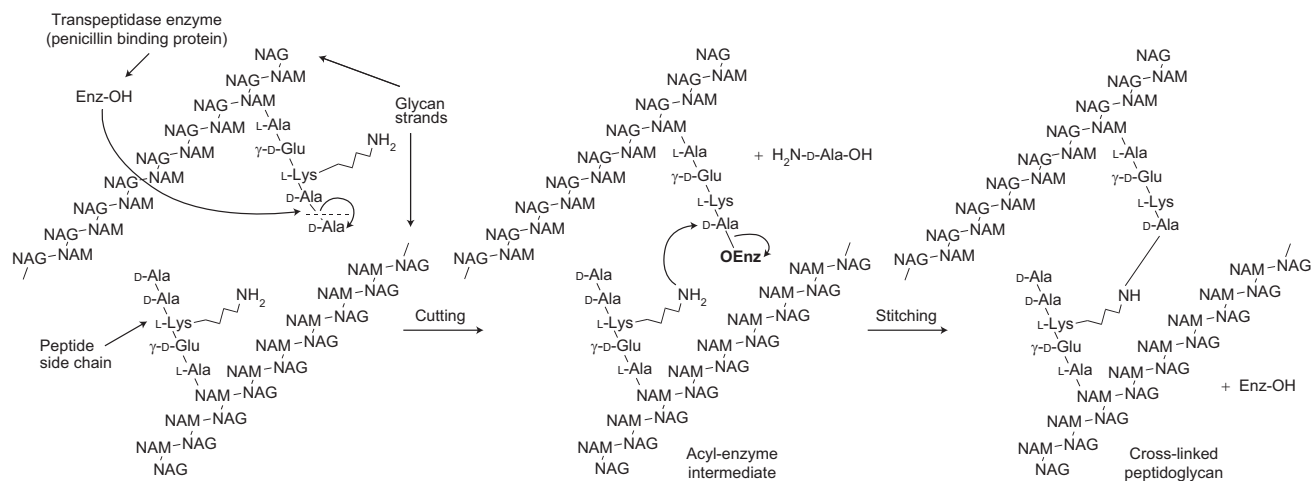 Transpeptidase enzyme
(penicillin binding protein)
Enz-OH
NAG
NAG NAM
NAG NAM
NAG NAM
NAG NAM
NAG NAM
NAG NAM
NAG NAM
NAG NAM
L-Ala
γ-D-Glu
L-Lys
NH2
D-Ala
D-Ala
Glycan
strands
D-Ala
D-Ala
L-Lys
NH2
γ-D-Glu
L-Ala
Peptide
side chain
NAM NAG
NAM NAG
NAM NAG
NAM NAG
NAM NAG
NAM NAG
NAM NAG
NAM NAG
NAG
Cutting
NAG
NAG NAM
NAG NAM
NAG NAM
NAG NAM
NAG NAM
NAG NAM
NAG NAM
NAG NAM
L-Ala
γ-D-Glu
L-Lys
D-Ala
OEnz
+ H2N-D-Ala-OH
D-Ala
D-Ala
L-Lys
NH2
γ-D-Glu
L-Ala
NAM NAG
NAM NAG
NAM NAG
NAM NAG
NAM NAG
NAM NAG
NAM NAG
NAM NAG
NAG
Acyl-enzyme
intermediate
Stitching
NAG
NAG NAM
NAG NAM
NAG NAM
NAG NAM
NAG NAM
NAG NAM
NAG NAM
NAG NAM
L-Ala
γ-D-Glu
L-Lys
D-Ala
D-Ala
D-Ala
L-Lys
NH
γ-D-Glu
L-Ala
NAM NAG
NAM NAG
NAM NAG
NAM NAG
NAM NAG
NAM NAG
NAM NAG
NAM NAG
NAG
+ Enz-OH
Cross-linked
peptidoglycan